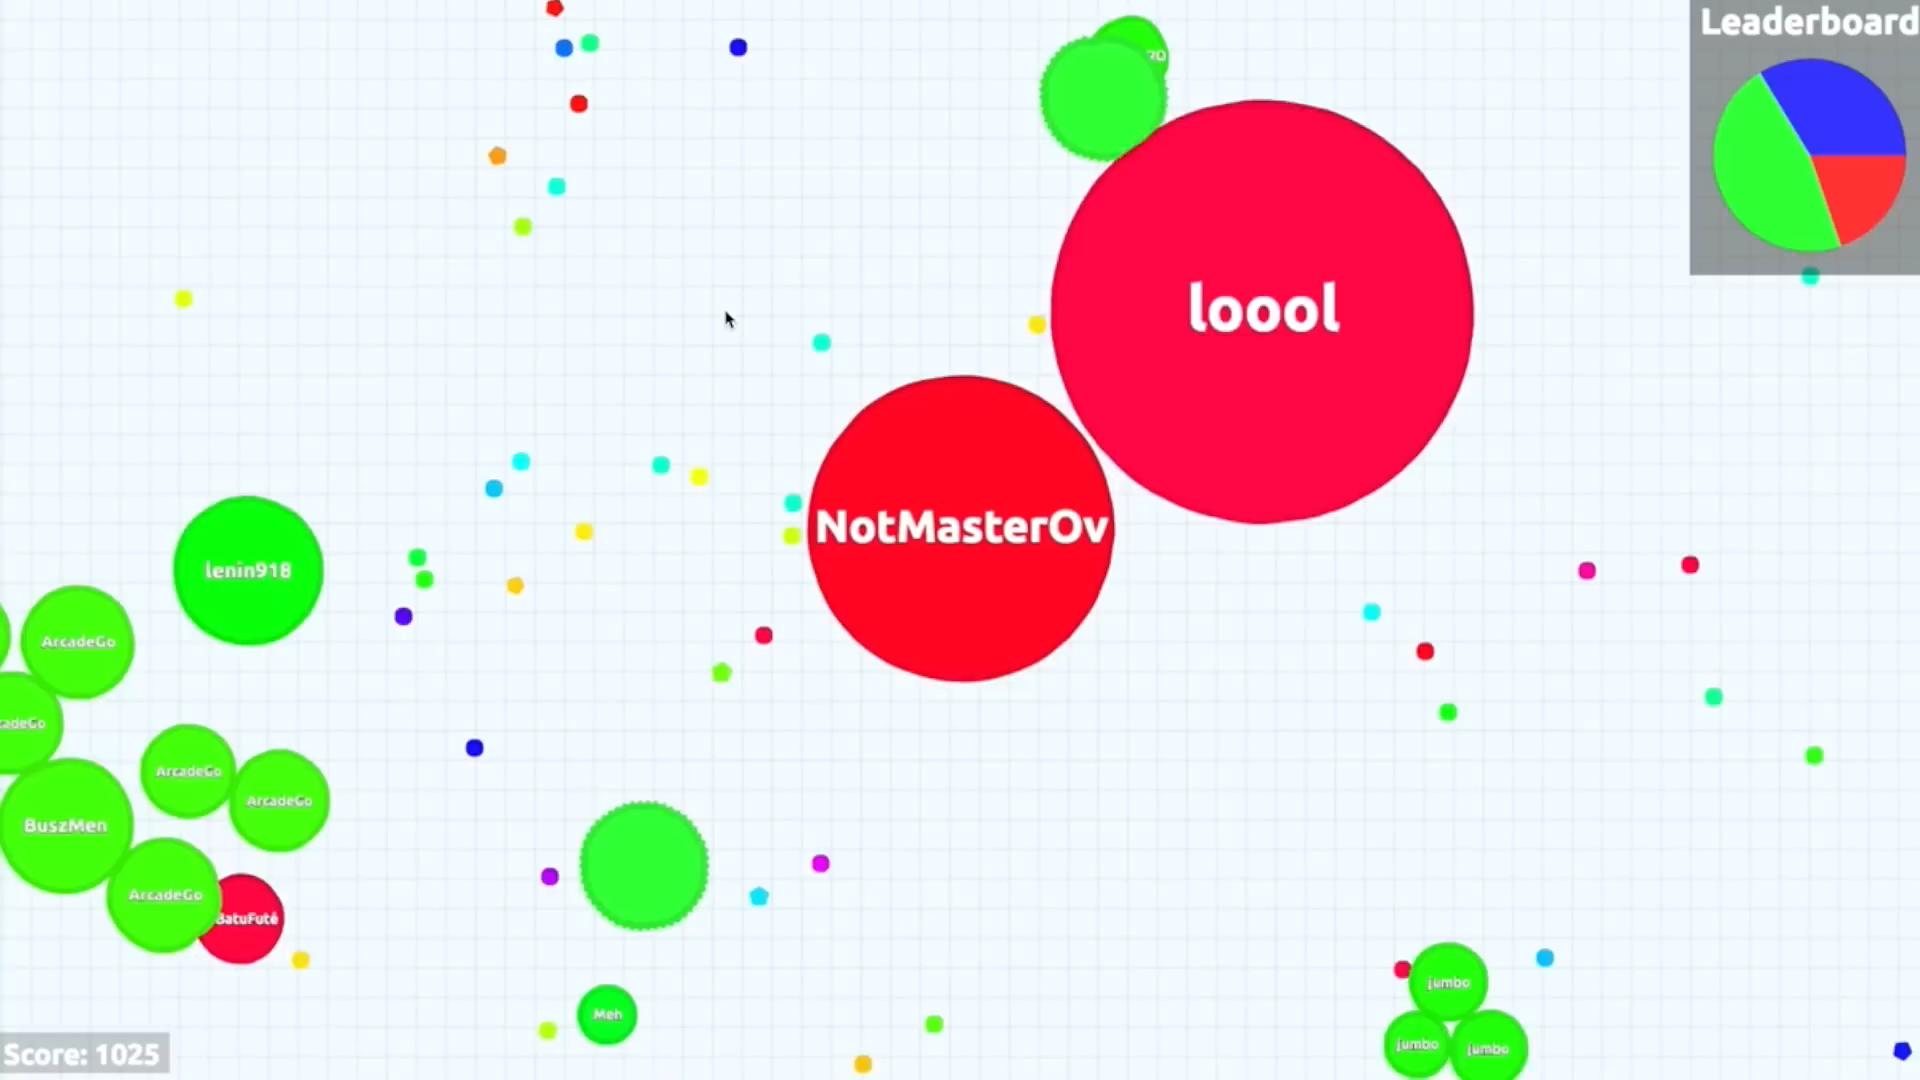 Leaderboard
loool
NotMasterOv
lenin918
ArcadeGo
ArcadeGo
ArcadeGo
BuszMen
ArcadeGo
BatuFuté
Meh
jumbo
jumbo
jumbo
Score: 1025